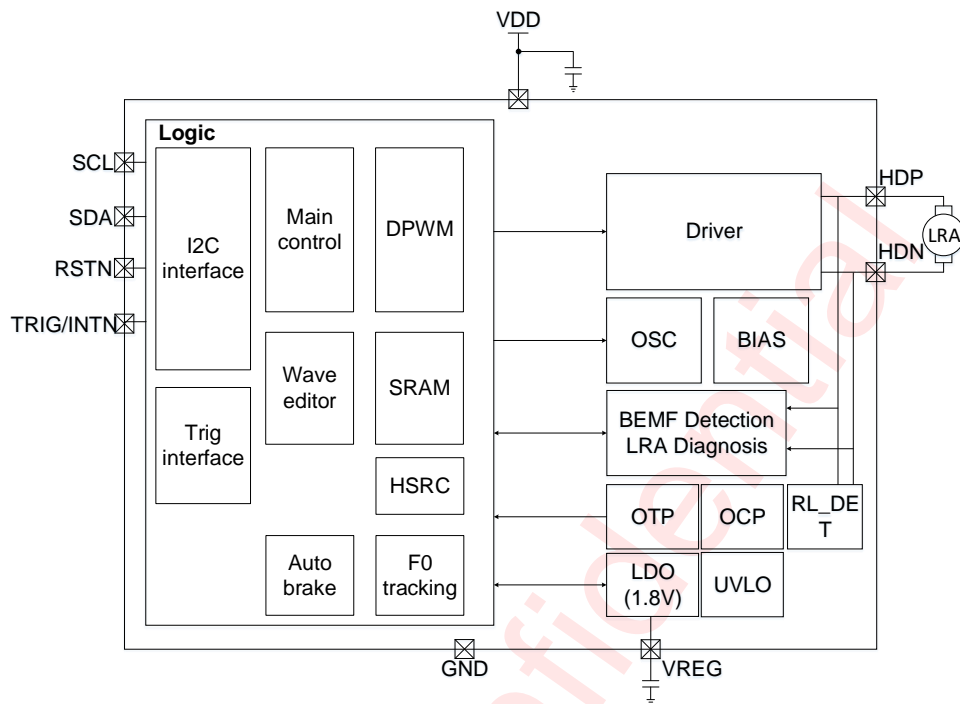 VDD
Logic
SCL
SDA
RSTN
TRIG/INTN
I2C
interface
Trig
interface
Main
control
Wave
editor
Auto
brake
DPWM
SRAM
HSRC
F0
tracking
Driver
OSC
BIAS
BEMF Detection
LRA Diagnosis
OTP
OCP
RL_DE
T
LDO
(1.8V)
UVLO
HDP
LRA
HDN
GND
VREG
fidential